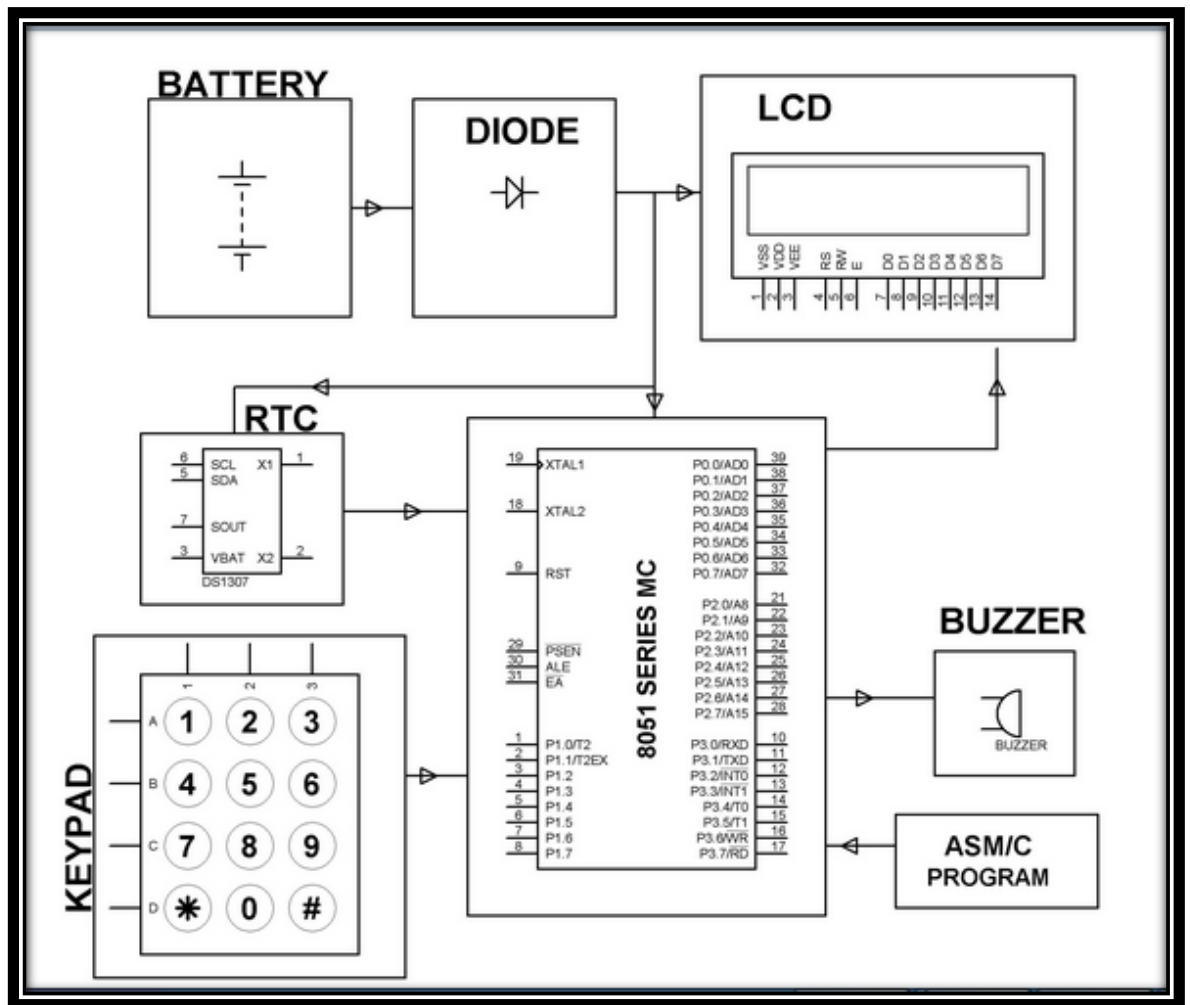 BATTERY
DIODE
LCD
VSS
VDD
VEE
RS
RW
E
D0
D1
D2
D3
D4
D5
D6
D7
1
2
3
4
5
6
7
8
9
10
11
12
13
14
RTC
6 SCL X1 1
5 SDA
7 SOUT
3 VBAT X2 2
DS1307
19 XTAL1
18 XTAL2
9 RST
29 PSEN
30 ALE
31 EA
1 P1.0/T2
2 P1.1/T2EX
3 P1.2
4 P1.3
5 P1.4
6 P1.5
7 P1.6
8 P1.7
8051 SERIES MC
P0.0/AD0 39
P0.1/AD1 38
P0.2/AD2 37
P0.3/AD3 36
P0.4/AD4 35
P0.5/AD5 34
P0.6/AD6 33
P0.7/AD7 32
P2.0/A8 21
P2.1/A9 22
P2.2/A10 23
P2.3/A11 24
P2.4/A12 25
P2.5/A13 26
P2.6/A14 27
P2.7/A15 28
P3.0/RXD 10
P3.1/TXD 11
P3.2/INT0 12
P3.3/INT1 13
P3.4/T0 14
P3.5/T1 15
P3.6/WR 16
P3.7/RD 17
KEYPAD
1 2 3
A 1 2 3
B 4 5 6
C 7 8 9
D * 0 #
BUZZER
BUZZER
ASM/C
PROGRAM